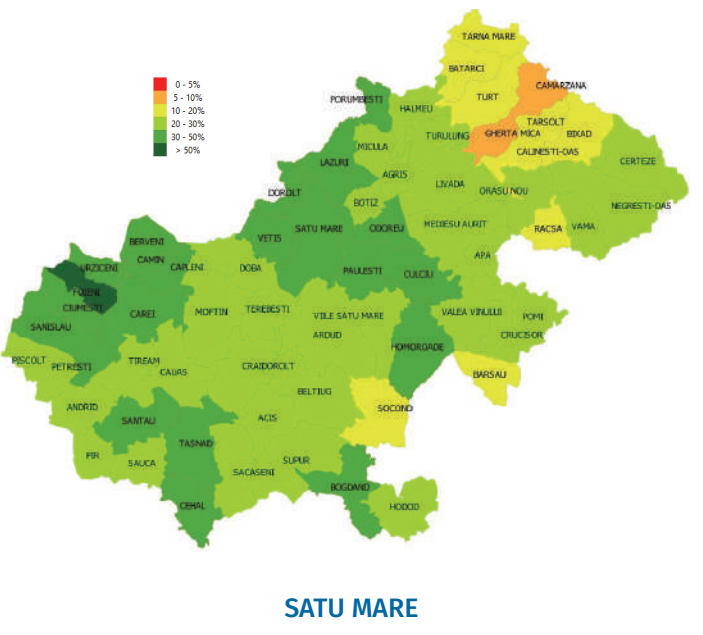 TARNA MARE
BATARCI
0 - 5%
5 - 10%
10 - 20%
20 - 30%
30 - 50%
> 50%
CAMARZANA
TURT
PORUMBESTI
HALMEU
TARSOLT
TURULUNG
GHERTA MICA
BIXAD
MICULA
CALINESTI-OAS
LAZURI
CERTEZE
AGRIS
LIVADA
ORASU NOU
DOROLT
BOTIZ
NEGRESTI-OAS
MEDIESU AURIT
SATU MARE
ODOREU
RACSA
VAMA
VETIS
BERVENI
APA
CAMIN
URZICENI
CAPLENI
DOBA
PAULESTI
CULCIU
FOIENI
CIUMESTI
CAREI
MOFTIN
TEREBESTI
VIILE SATU MARE
VALEA VINULUI
POMI
SANISLAU
ARDUD
CRUCISOR
HOMOROADE
PISCOLT
PETRESTI
TIREAM
CAUAS
CRAIDOROLT
BARSAU
BELTIUG
ANDRID
SOCOND
SANTAU
ACIS
TASNAD
PIR
SAUCA
SUPUR
SACASENI
BOGDAND
CEHAL
HODOD
SATU MARE